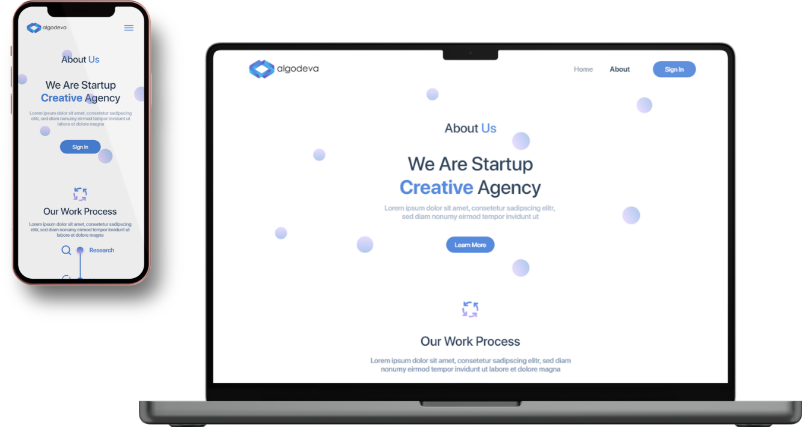 algodeva
About Us
We Are Startup
Creative Agency
Lorem ipsum dolor sit amet, consetetur sadipscing
elitr, sed diam nonumy eirmod tempor invidunt ut
labore et dolore magna
Sign In
Our Work Process
Lorem ipsum dolor sit amet, consetetur sadipscing
elitr, sed diam nonumy eirmod tempor invidunt ut
labore et dolore magna
Research
algodeva
Home About Sign In
About Us
We Are Startup
Creative Agency
Lorem ipsum dolor sit amet, consetetur sadipscing elitr,
sed diam nonumy eirmod tempor invidunt ut
Learn More
Our Work Process
Lorem ipsum dolor sit amet, consetetur sadipscing elitr, sed diam
nonumy eirmod tempor invidunt ut labore et dolore magna